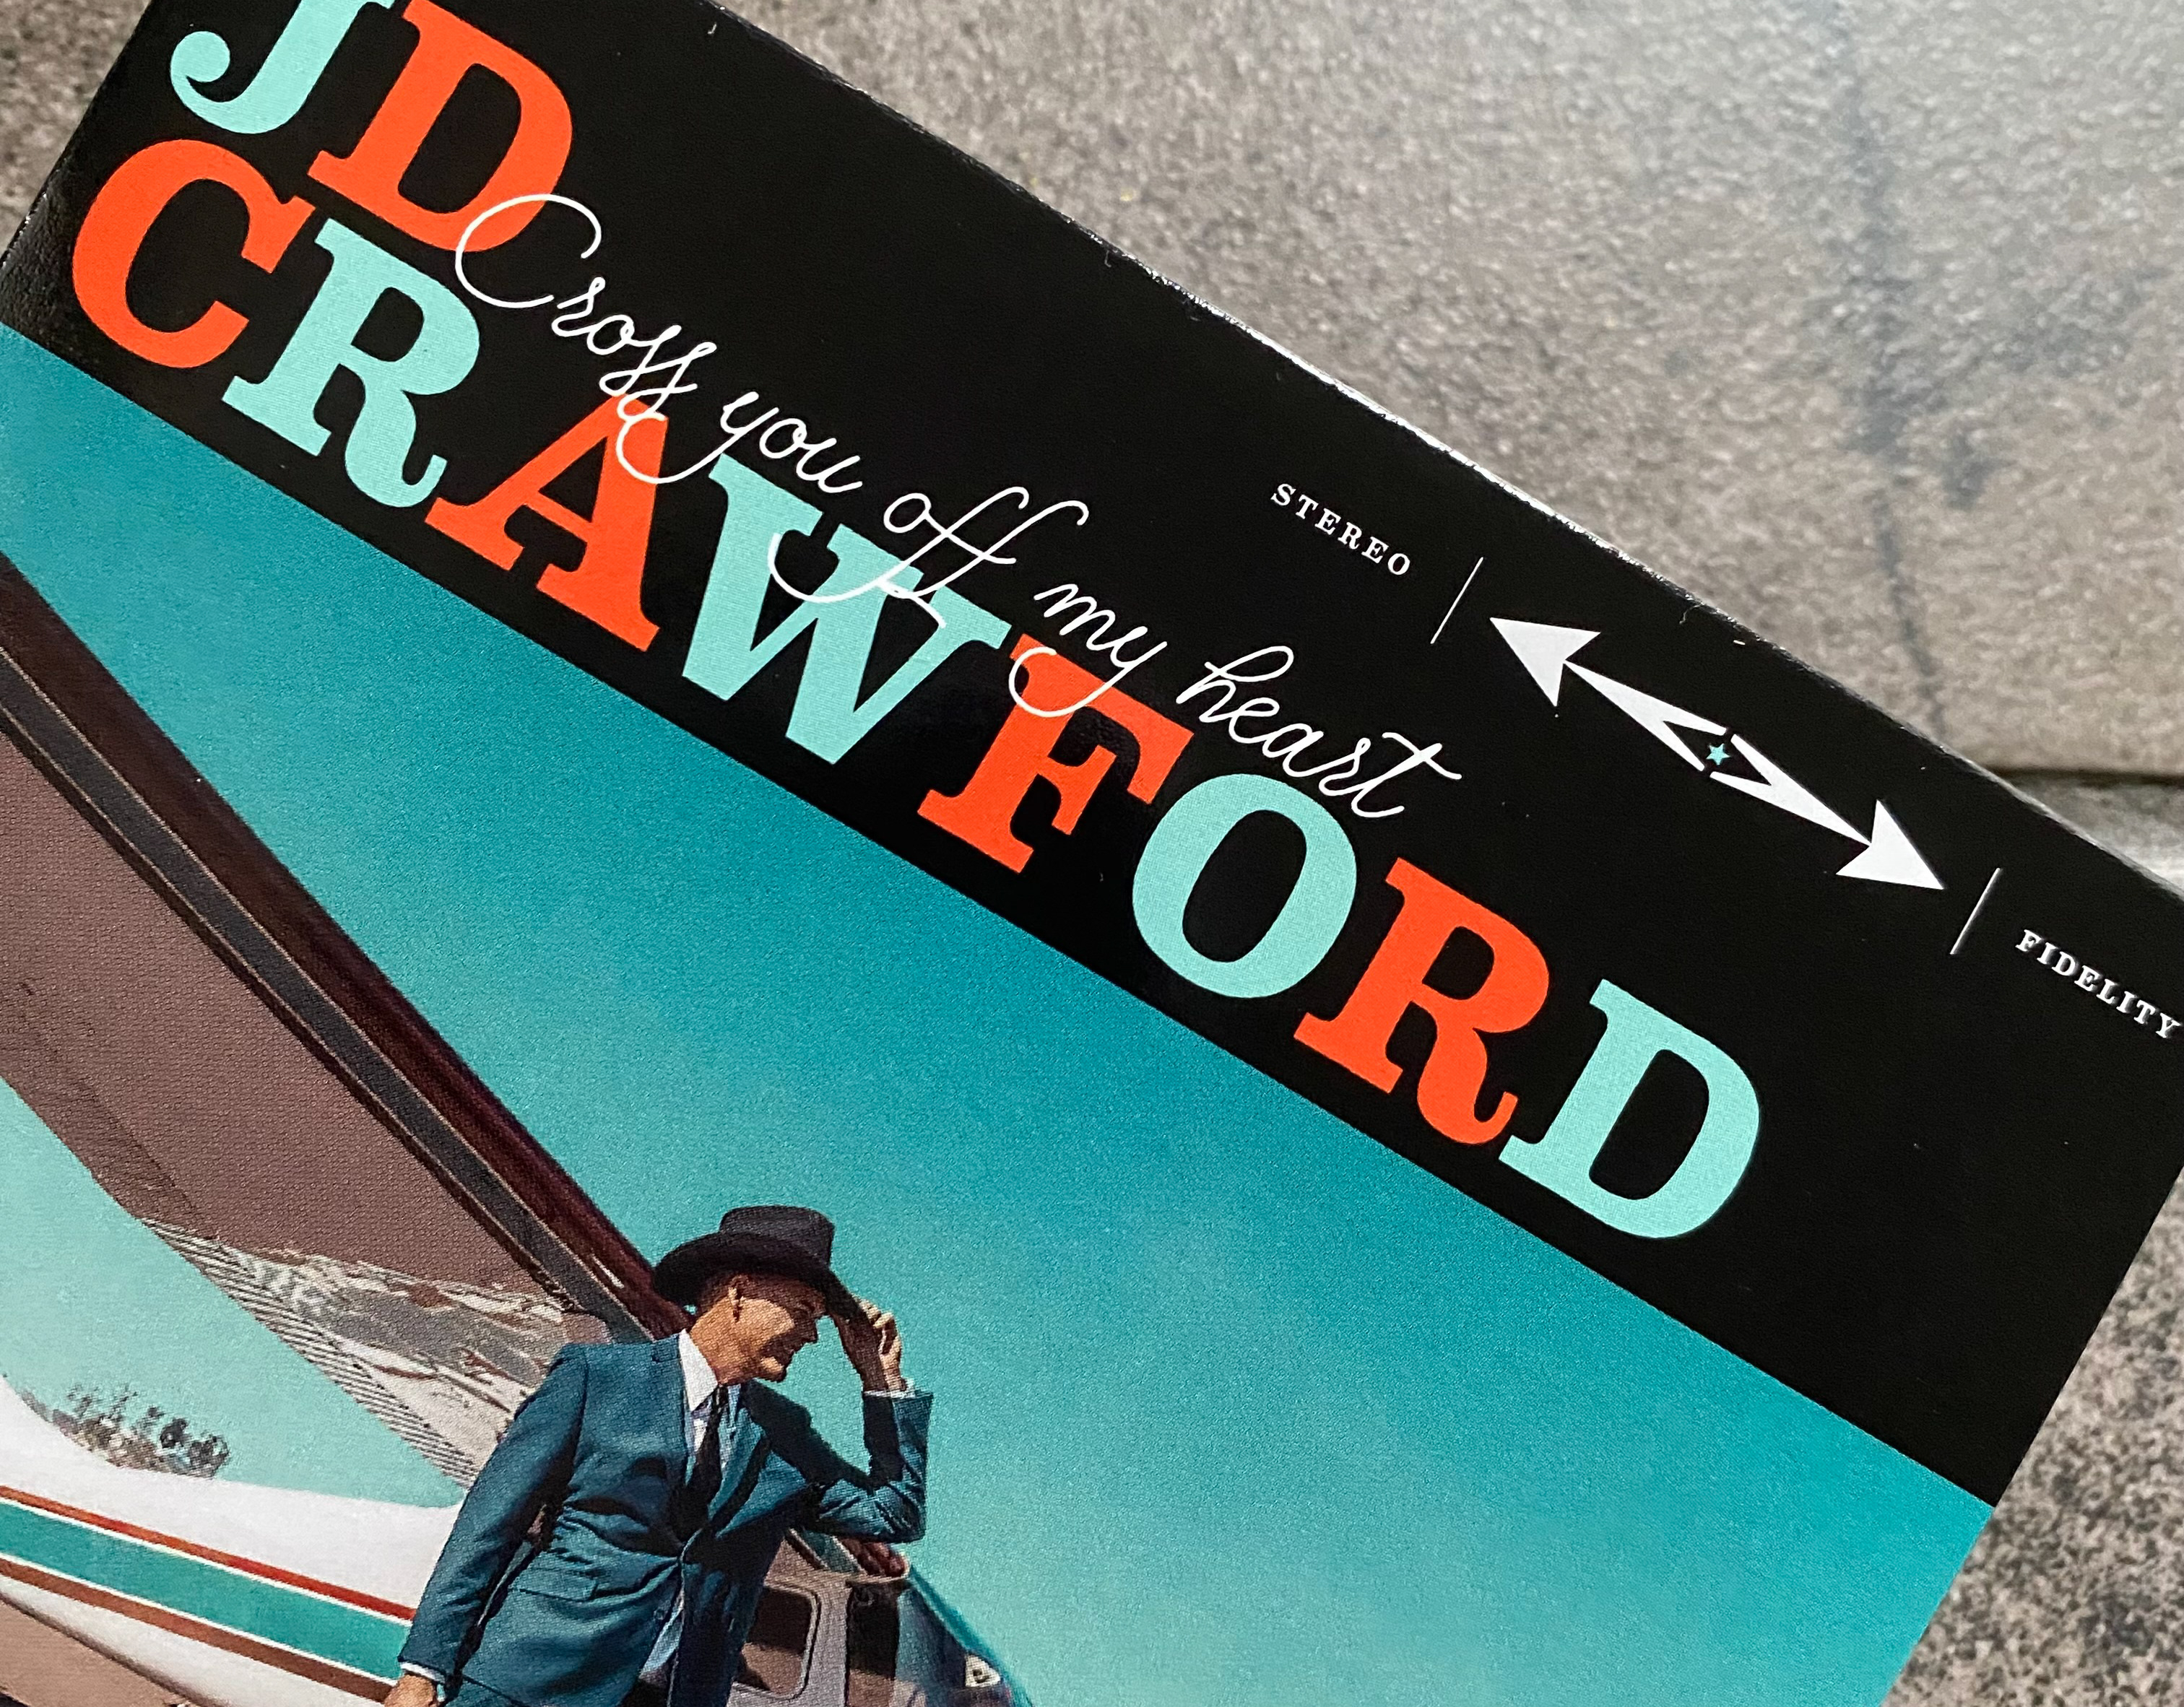 JD
CRAWFORD
Cross you off my heart
STEREO
FIDELITY